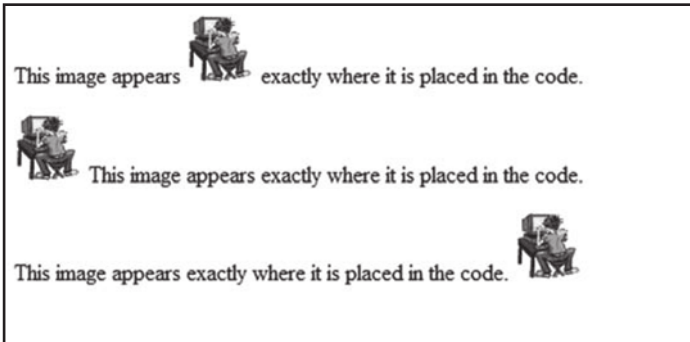 This image appears exactly where it is placed in the code.
This image appears exactly where it is placed in the code.
This image appears exactly where it is placed in the code.